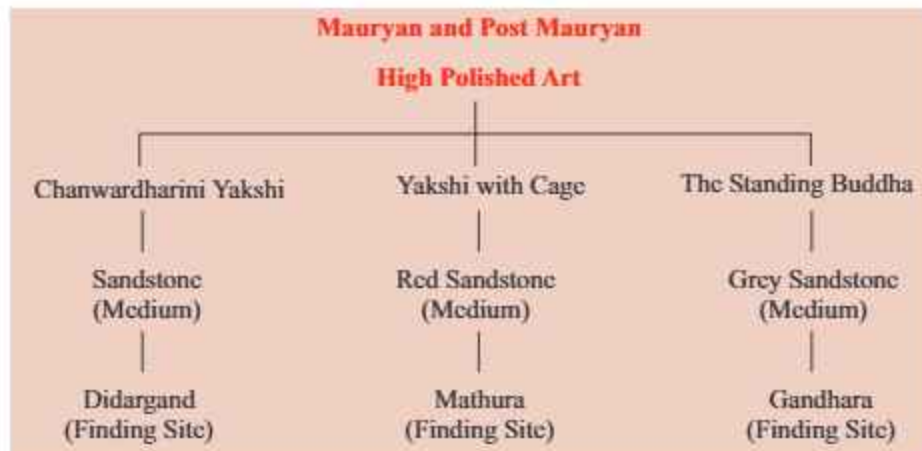 Mauryan and Post Mauryan
High Polished Art
Chanwardharini Yakshi
Yakshi with Cage
The Standing Buddha
Sandstone
(Medium)
Red Sandstone
(Medium)
Grey Sandstone
(Medium)
Didargand
(Finding Site)
Mathura
(Finding Site)
Gandhara
(Finding Site)